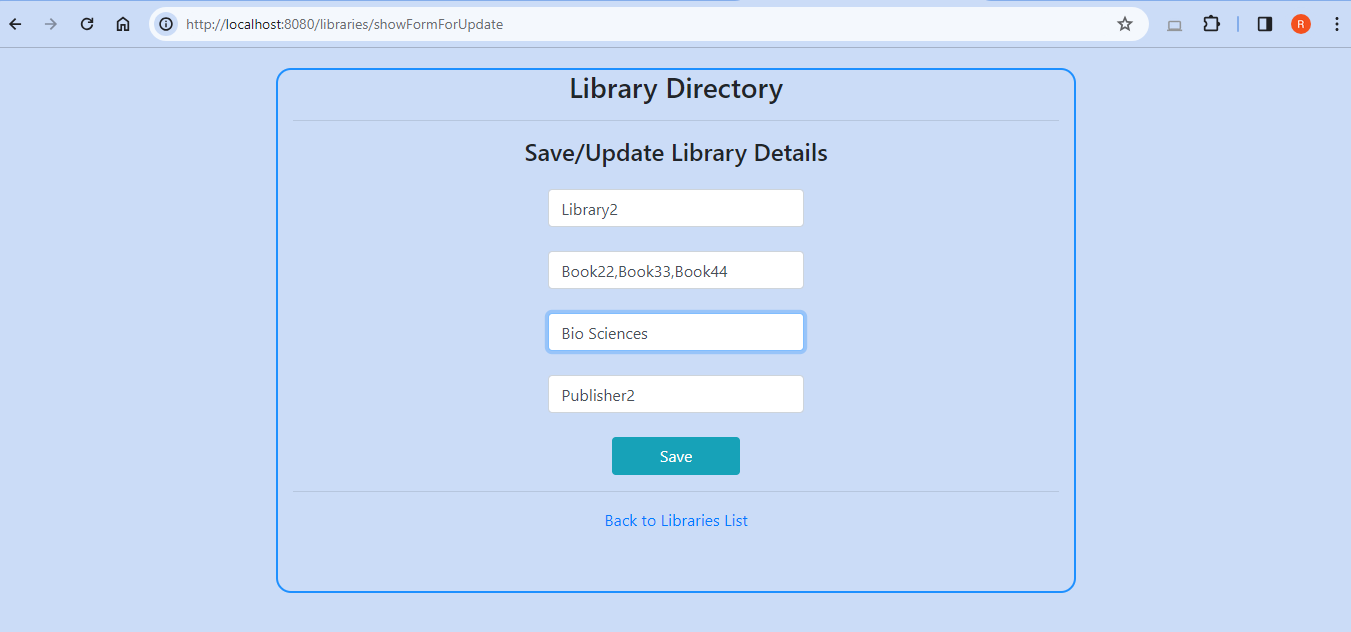 http://localhost:8080/libraries/showFormForUpdate
R
Library Directory
Save/Update Library Details
Library2
Book22,Book33,Book44
Bio Sciences
Publisher2
Save
Back to Libraries List